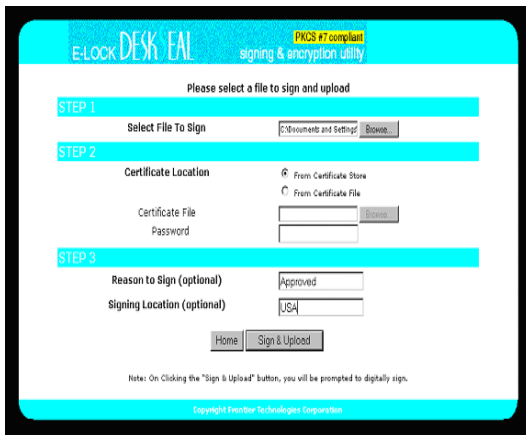 PKCS #7 compliant
E-LOCK DESK EAL signing & encryption utility
Please select a file to sign and upload
STEP 1
Select File To Sign C:\Documents and Settings\ Browse...
STEP 2
Certificate Location From Certificate Store
From Certificate File
Certificate File Browse...
Password
STEP 3
Reason to Sign (optional) Approved
Signing Location (optional) USA
Home Sign & Upload
Note: On Clicking the "Sign & Upload" button, you will be prompted to digitally sign.
Copyright Frontier Technologies Corporation